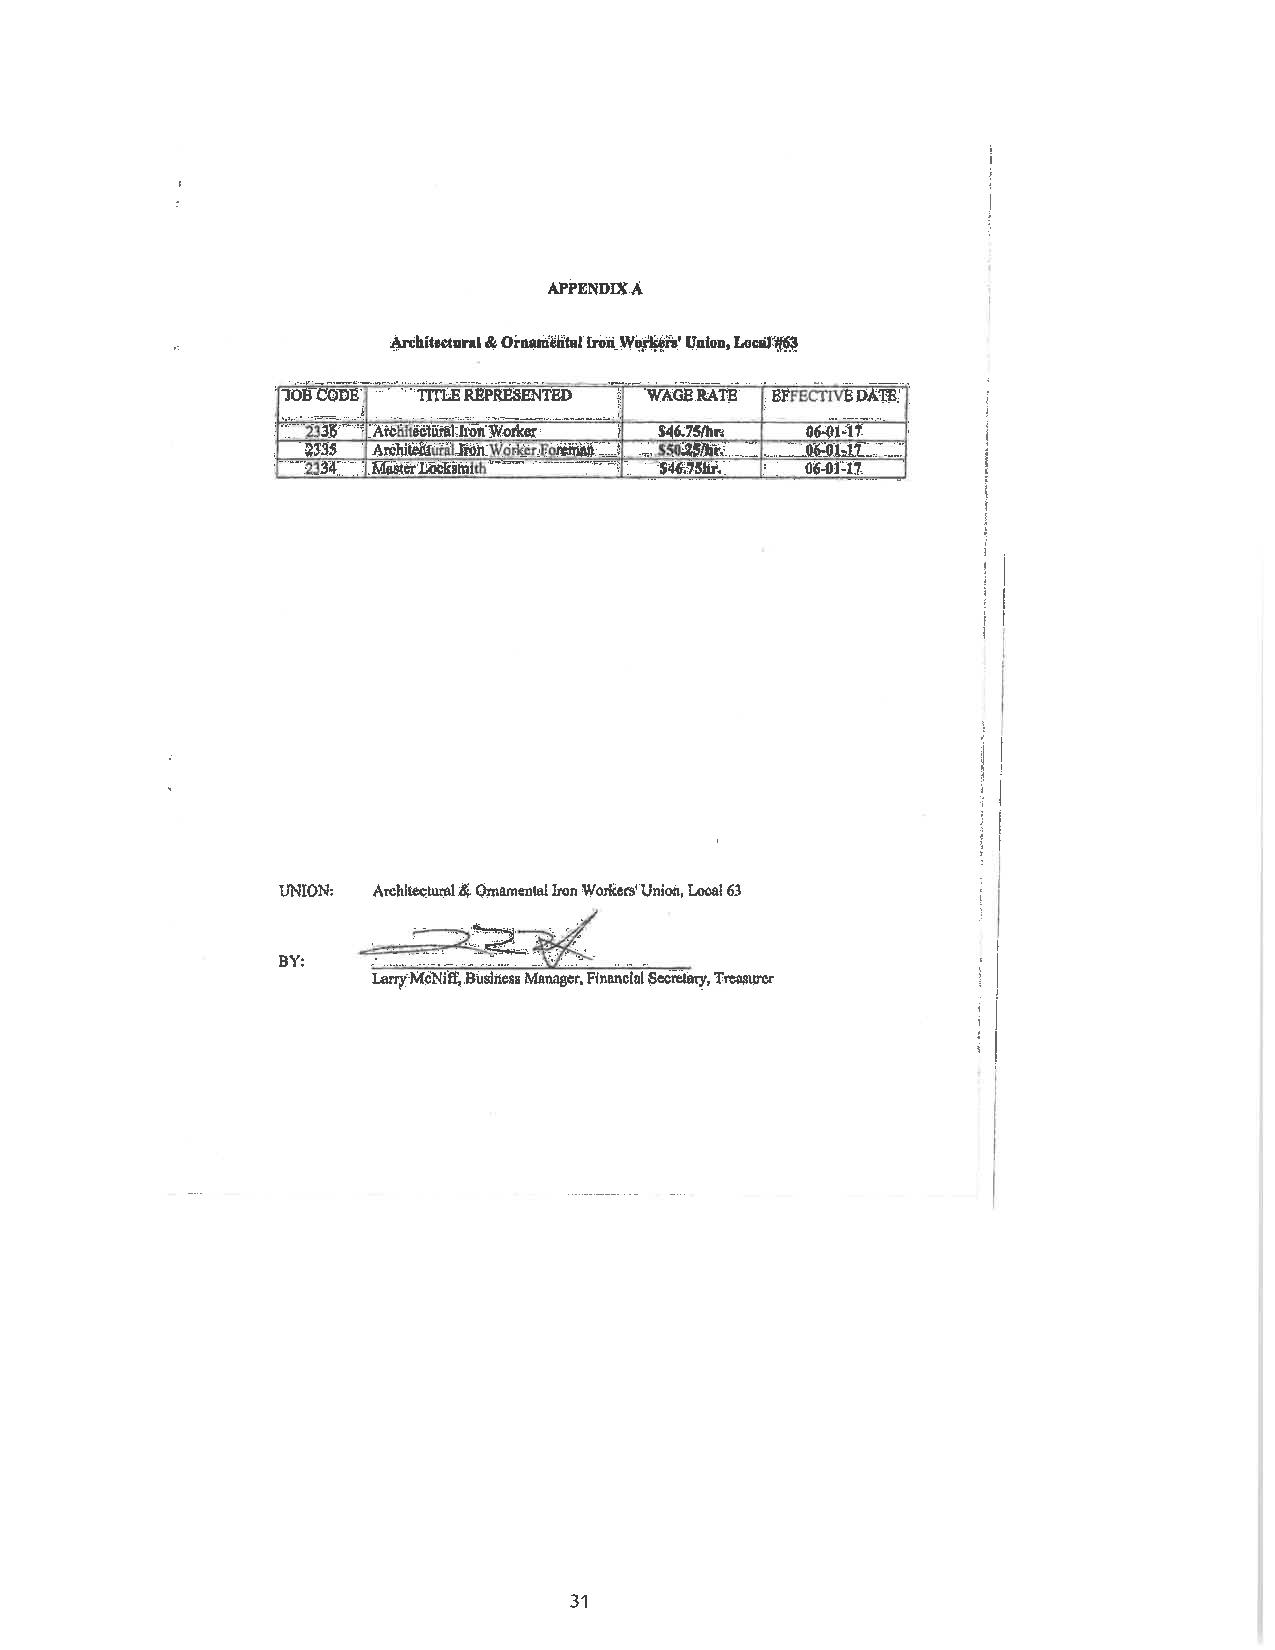 APPENDIX A
Architectural & Ornamental Iron Workers' Union, Local #63
JOB CODE TITLE REPRESENTED WAGE RATE EFFECTIVE DATE
Architectural Iron Worker $46.75/hr. 06-01-17
2335 Architectural Iron Worker Foreman $50.25/hr. 06-01-17
2334 Master Locksmith $46.75hr. 06-01-17
UNION: Architectural & Ornamental Iron Workers' Union, Local 63
BY:
Larry McNiff, Business Manager, Financial Secretary, Treasurer
31